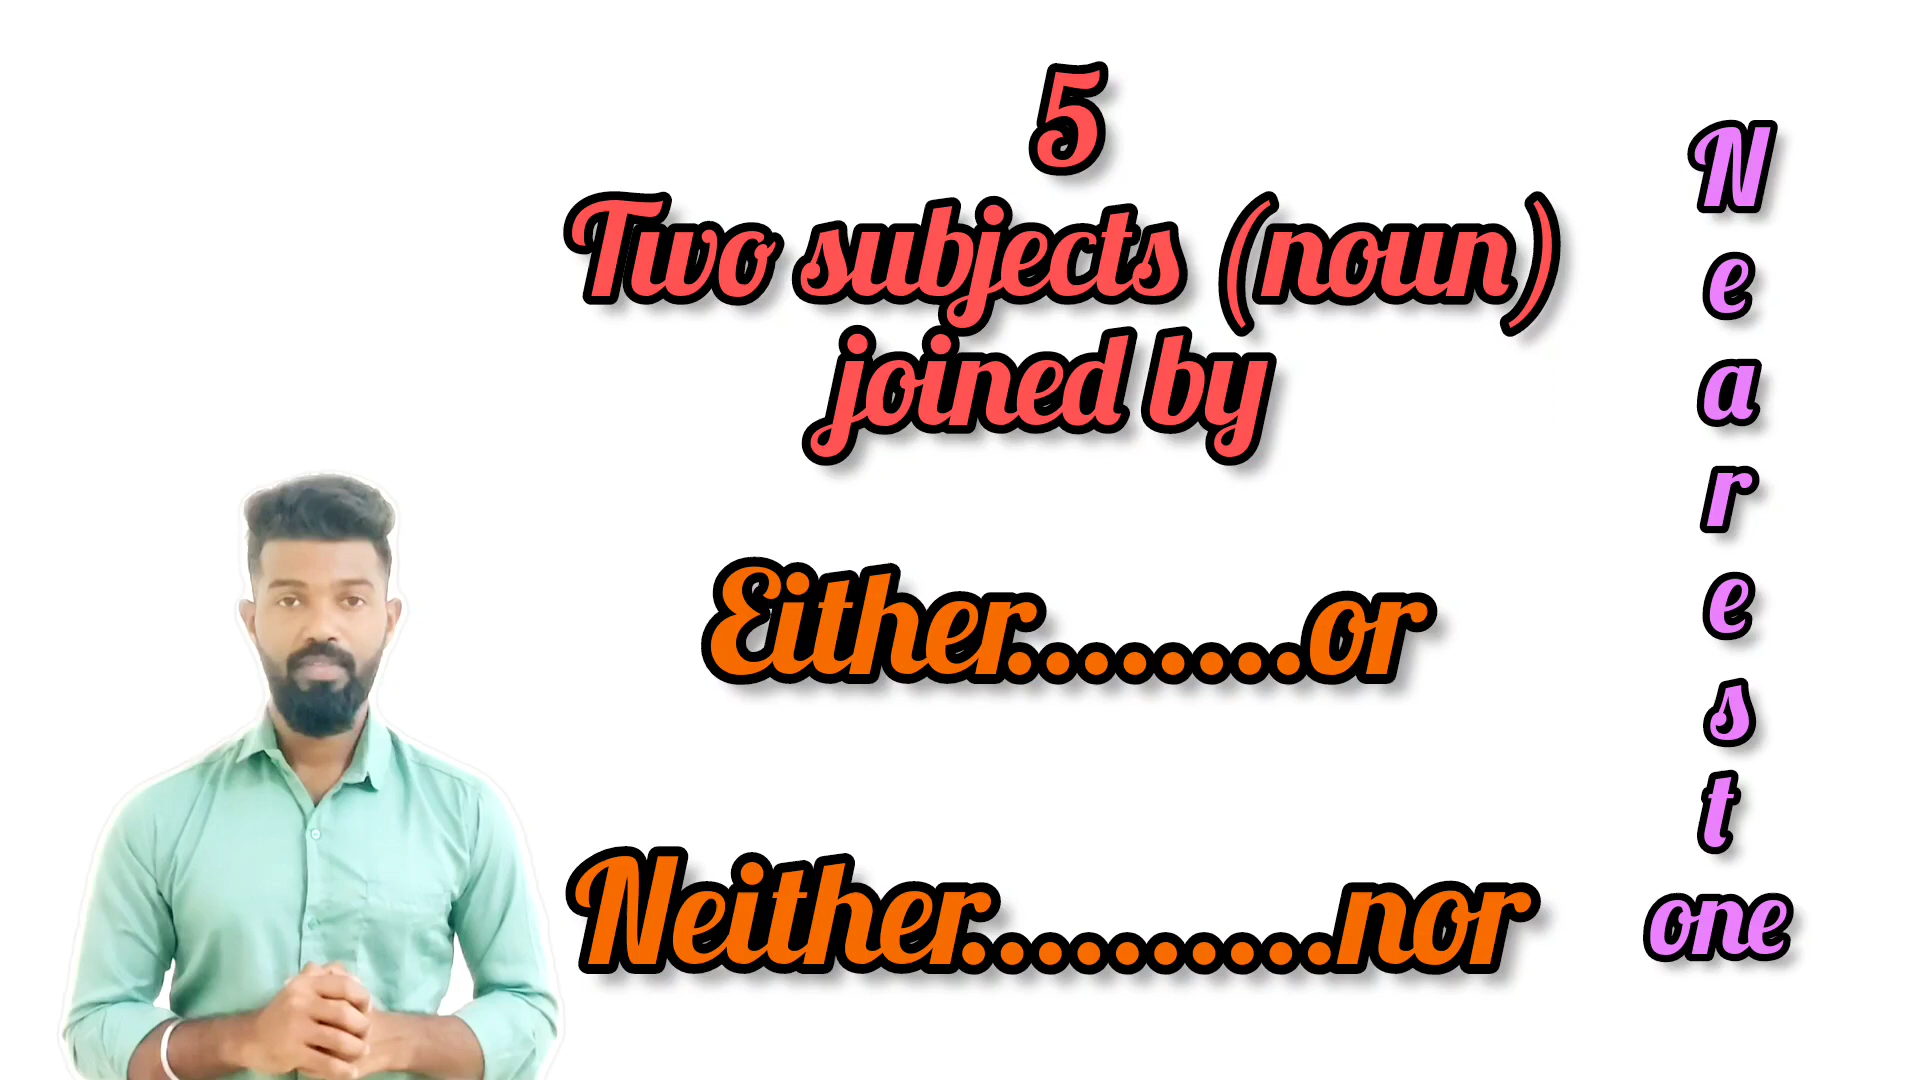 5
Two subjects (noun)
joined by
Either........or
Neither..........nor
N
e
a
r
e
s
t
one